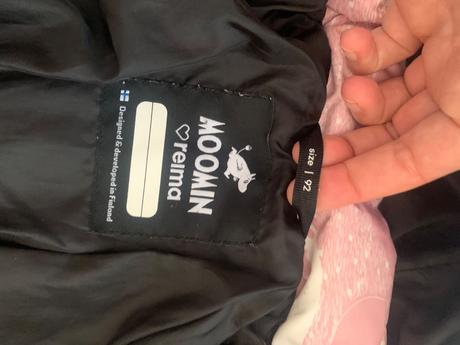 MOOMIN
♡ reima
Designed & developed in Finland
size | 92